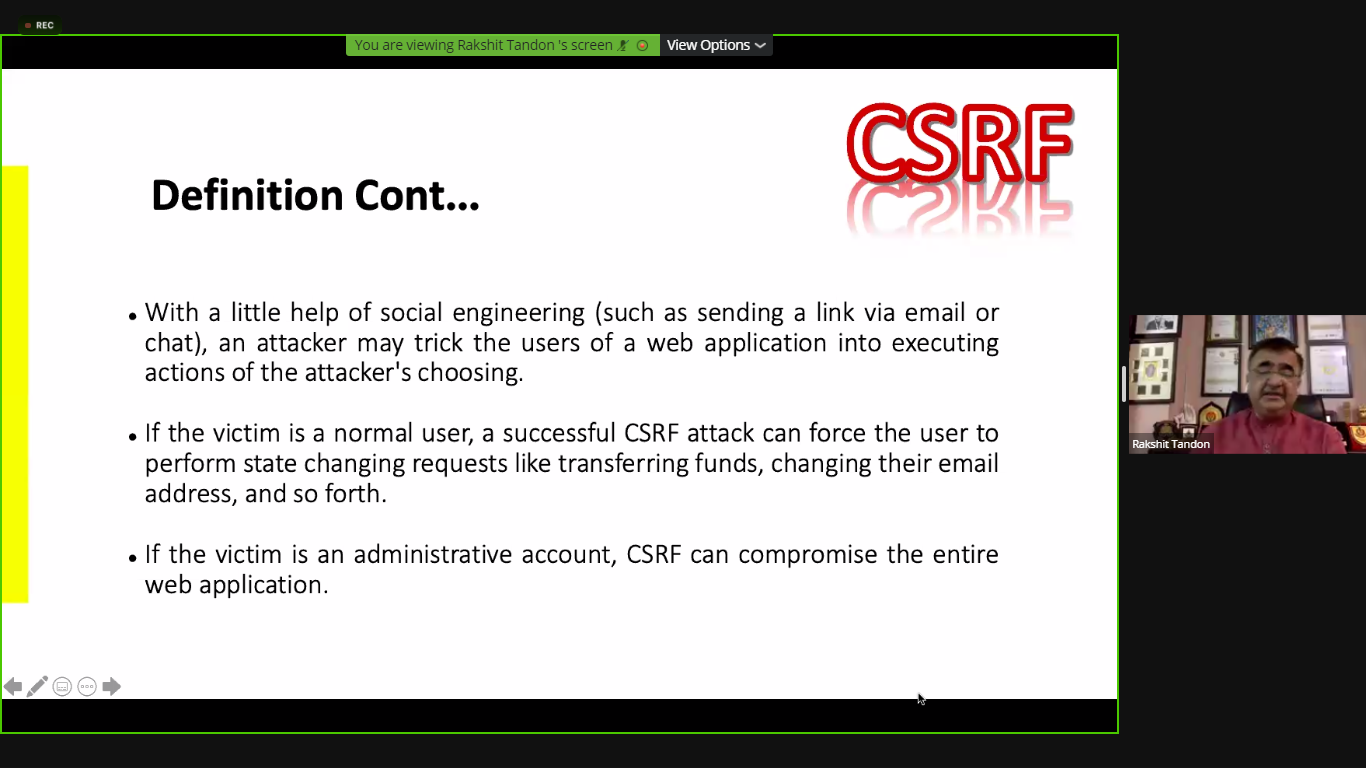 REC
You are viewing Rakshit Tandon 's screen
View Options
CSRF
Definition Cont...
• With a little help of social engineering (such as sending a link via email or
chat), an attacker may trick the users of a web application into executing
actions of the attacker's choosing.
• If the victim is a normal user, a successful CSRF attack can force the user to
perform state changing requests like transferring funds, changing their email
address, and so forth.
• If the victim is an administrative account, CSRF can compromise the entire
web application.
Rakshit Tandon